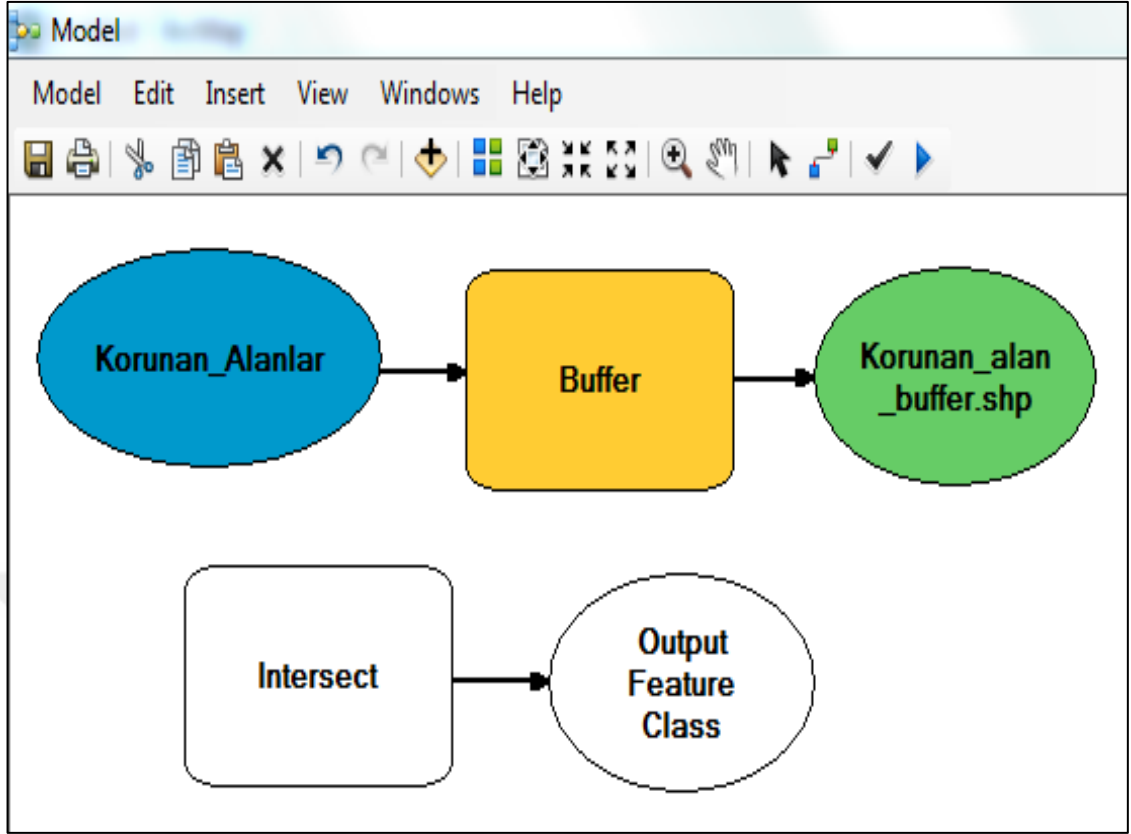 Model
Model Edit Insert View Windows Help
Korunan_Alanlar
Buffer
Korunan_alan
_buffer.shp
Intersect
Output
Feature
Class